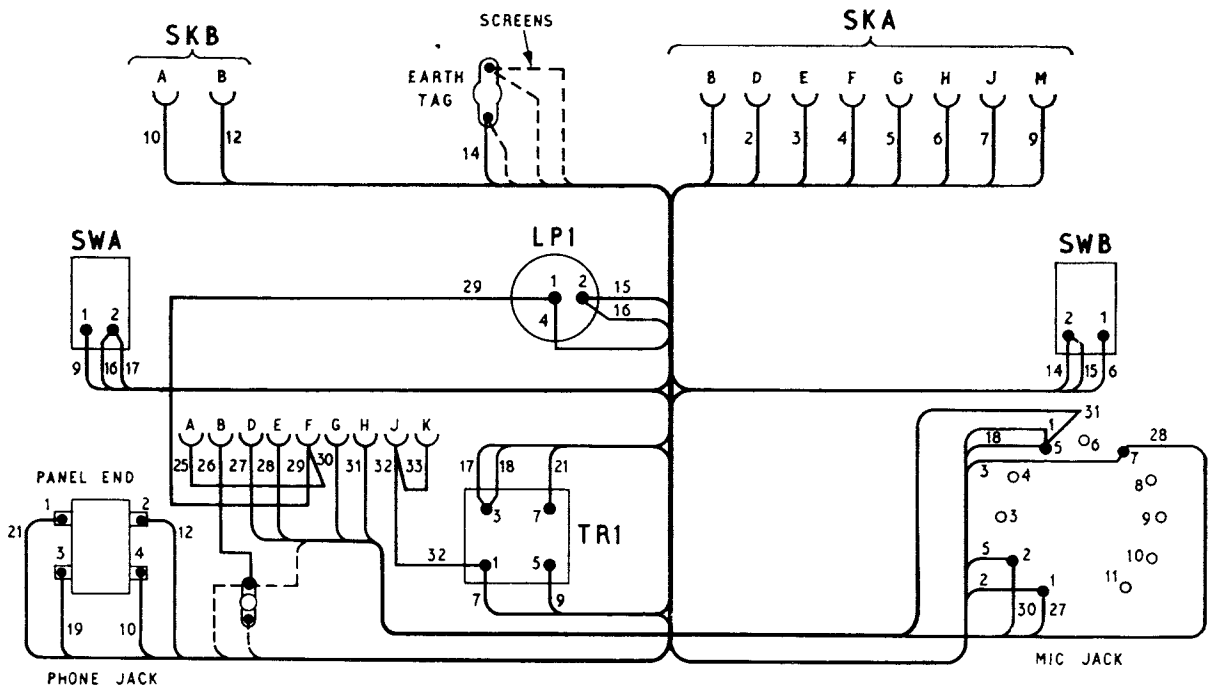 SCREENS
SKB
SKA
A B
EARTH
TAG
B D E F G H J M
10 12
14
1 2 3 4 5 6 7 9
SWA
LP1
SWB
29
1 2
15
16
4
1 2
2 1
9 16 17
14 15 6
A B D E F G H J K
25 26 27 28 29 30 31 32 33
17 18 21
31
1
18
5
6
28
3
4
7
8
PANEL END
1 2
21
12
3 4
19 10
3 7
TR1
32
1 5
7 9
3
9
5
2
10
2
1
11
30 27
PHONE JACK
MIC JACK